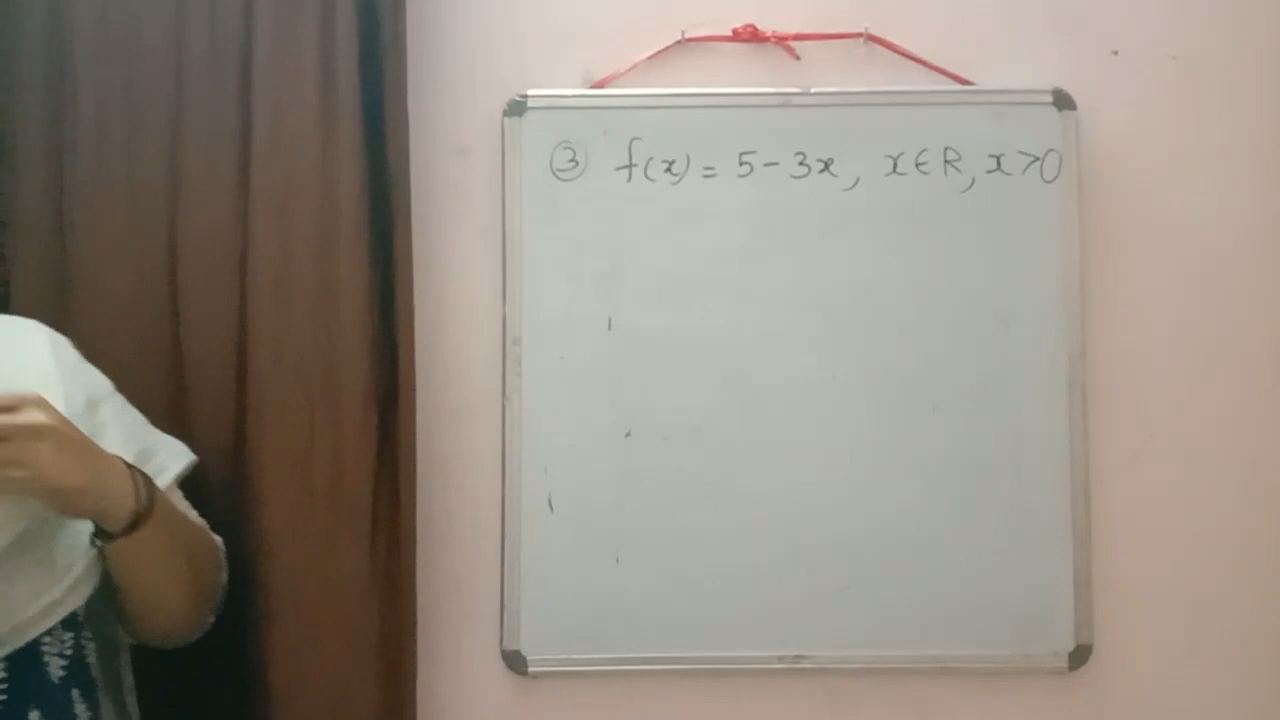 ③ f(x) = 5 - 3x, x ∈ R, x > 0